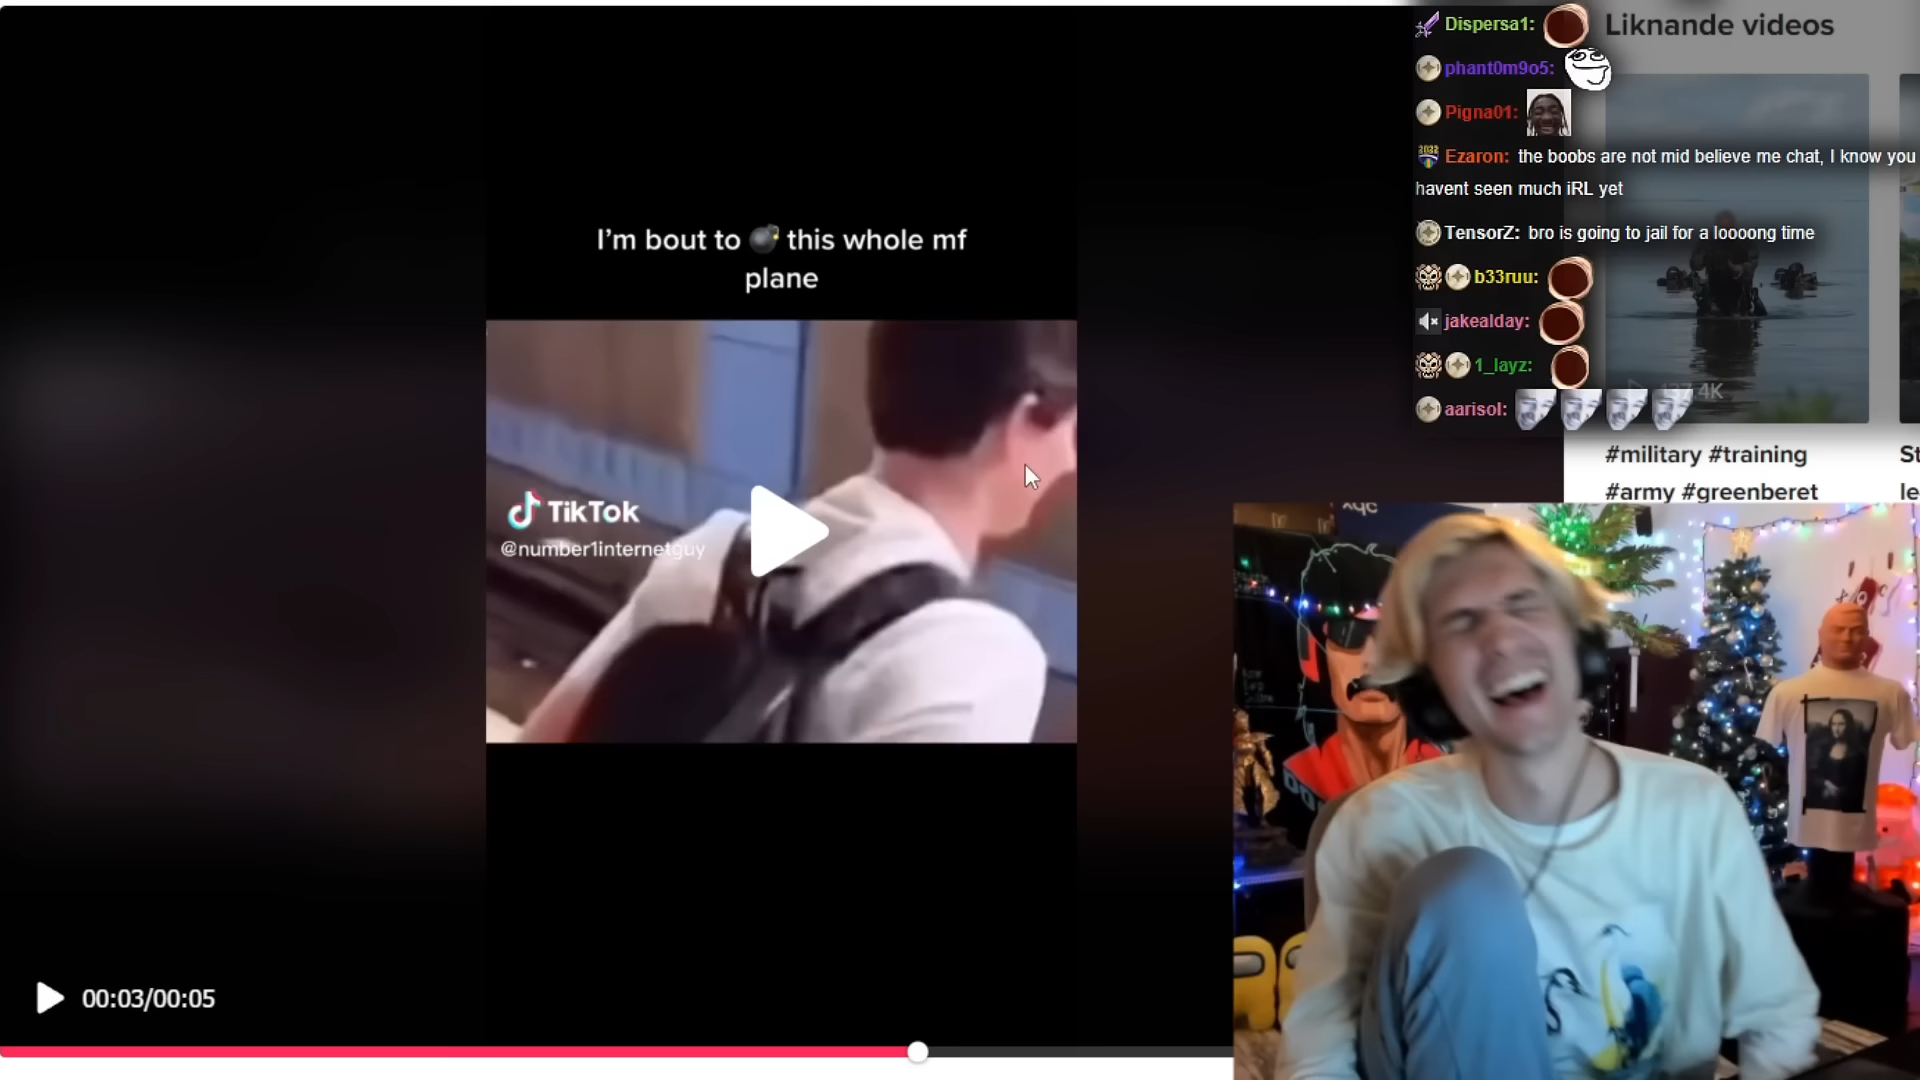 I’m bout to 💣 this whole mf
plane
TikTok
@number1internetguy
00:03/00:05
Dispersa1:
phant0m9o5:
Pigna01:
Ezaron: the boobs are not mid believe me chat, I know you
havent seen much iRL yet
TensorZ: bro is going to jail for a loooong time
b33ruu:
jakealday:
1_layz:
aarisol:
Liknande videos
#military #training
#army #greenberet
St
le
xqc